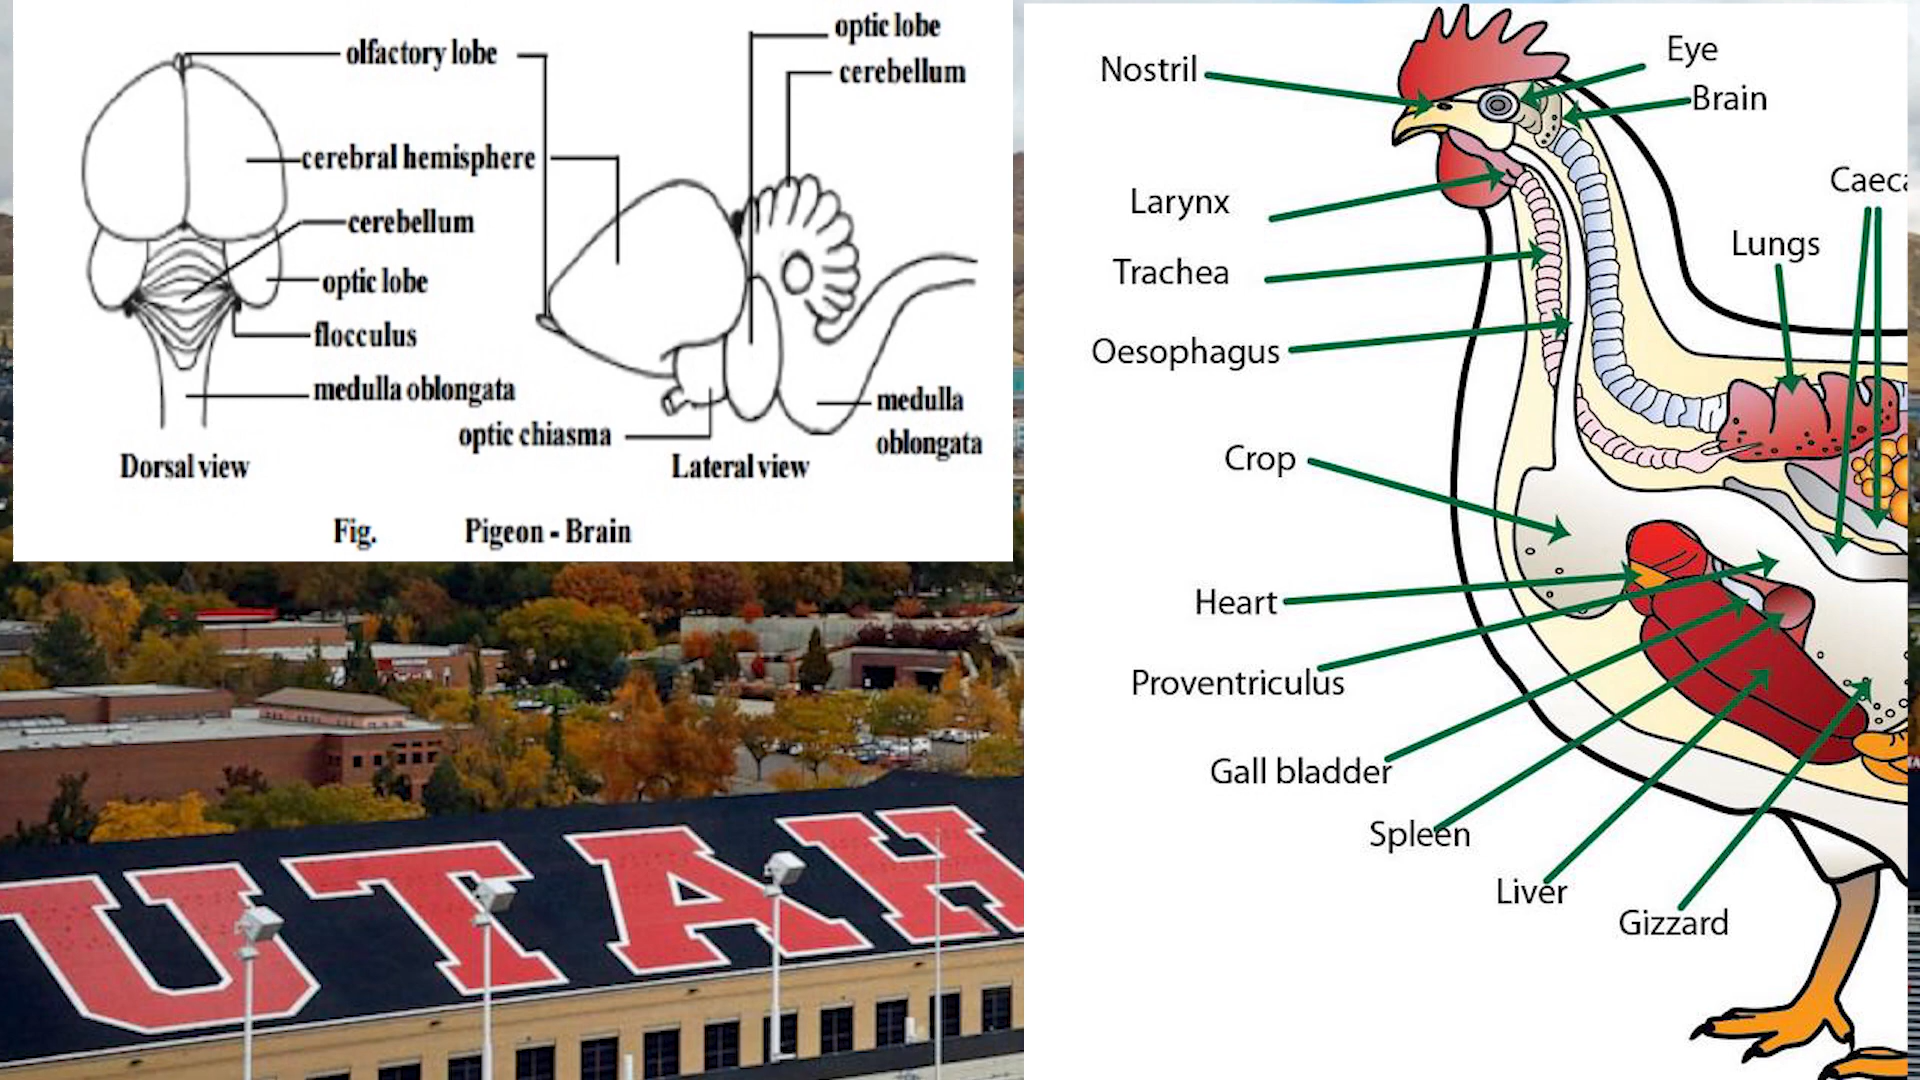 olfactory lobe
cerebral hemisphere
cerebellum
optic lobe
flocculus
medulla oblongata
Dorsal view
optic lobe
cerebellum
optic chiasma
medulla
oblongata
Lateral view
Fig. Pigeon - Brain
Nostril
Eye
Brain
Larynx
Caeca
Trachea
Lungs
Oesophagus
Crop
Heart
Proventriculus
Gall bladder
Spleen
Liver
Gizzard
UTAH